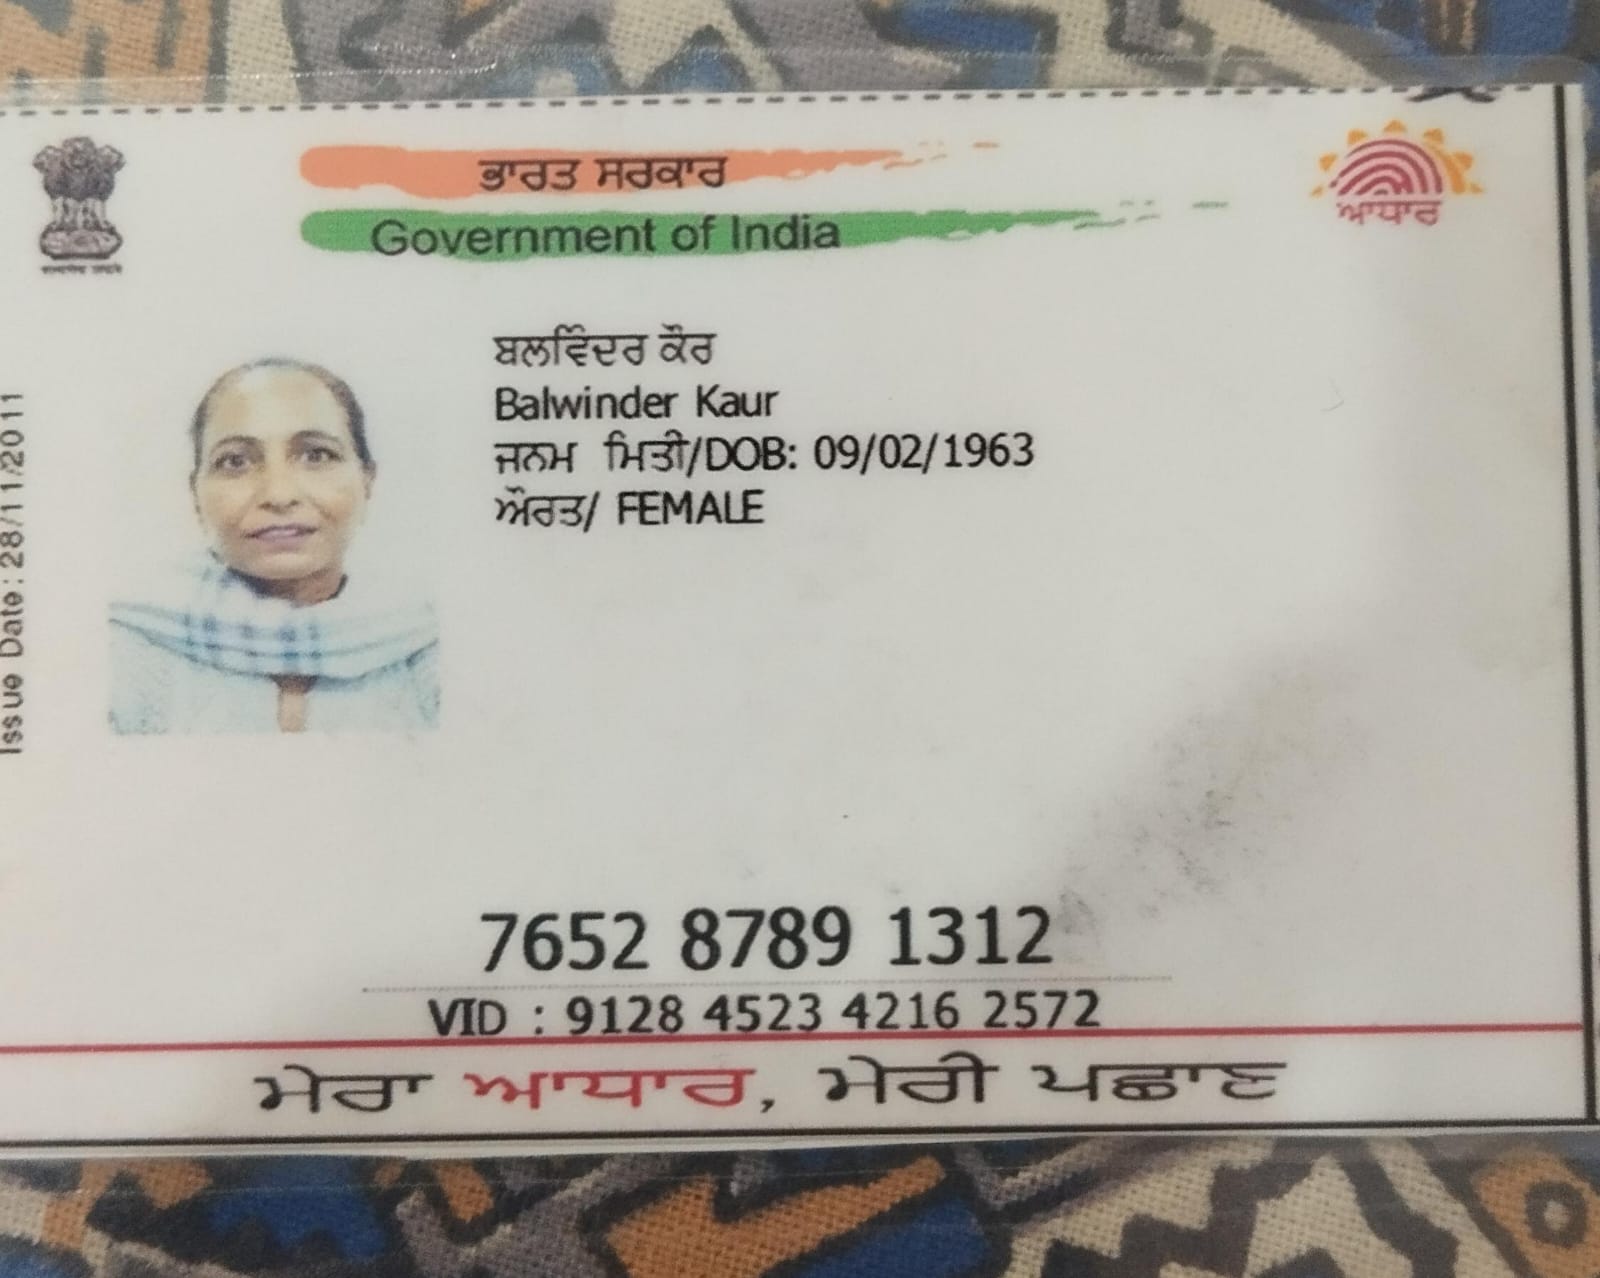 ਭਾਰਤ ਸਰਕਾਰ
Government of India
ਆਧਾਰ
Issue Date: 28/11/2011
ਬਲਵਿੰਦਰ ਕੌਰ
Balwinder Kaur
ਜਨਮ ਮਿਤੀ/DOB: 09/02/1963
ਔਰਤ/ FEMALE
7652 8789 1312
VID : 9128 4523 4216 2572
ਮੇਰਾ ਆਧਾਰ, ਮੇਰੀ ਪਛਾਣ